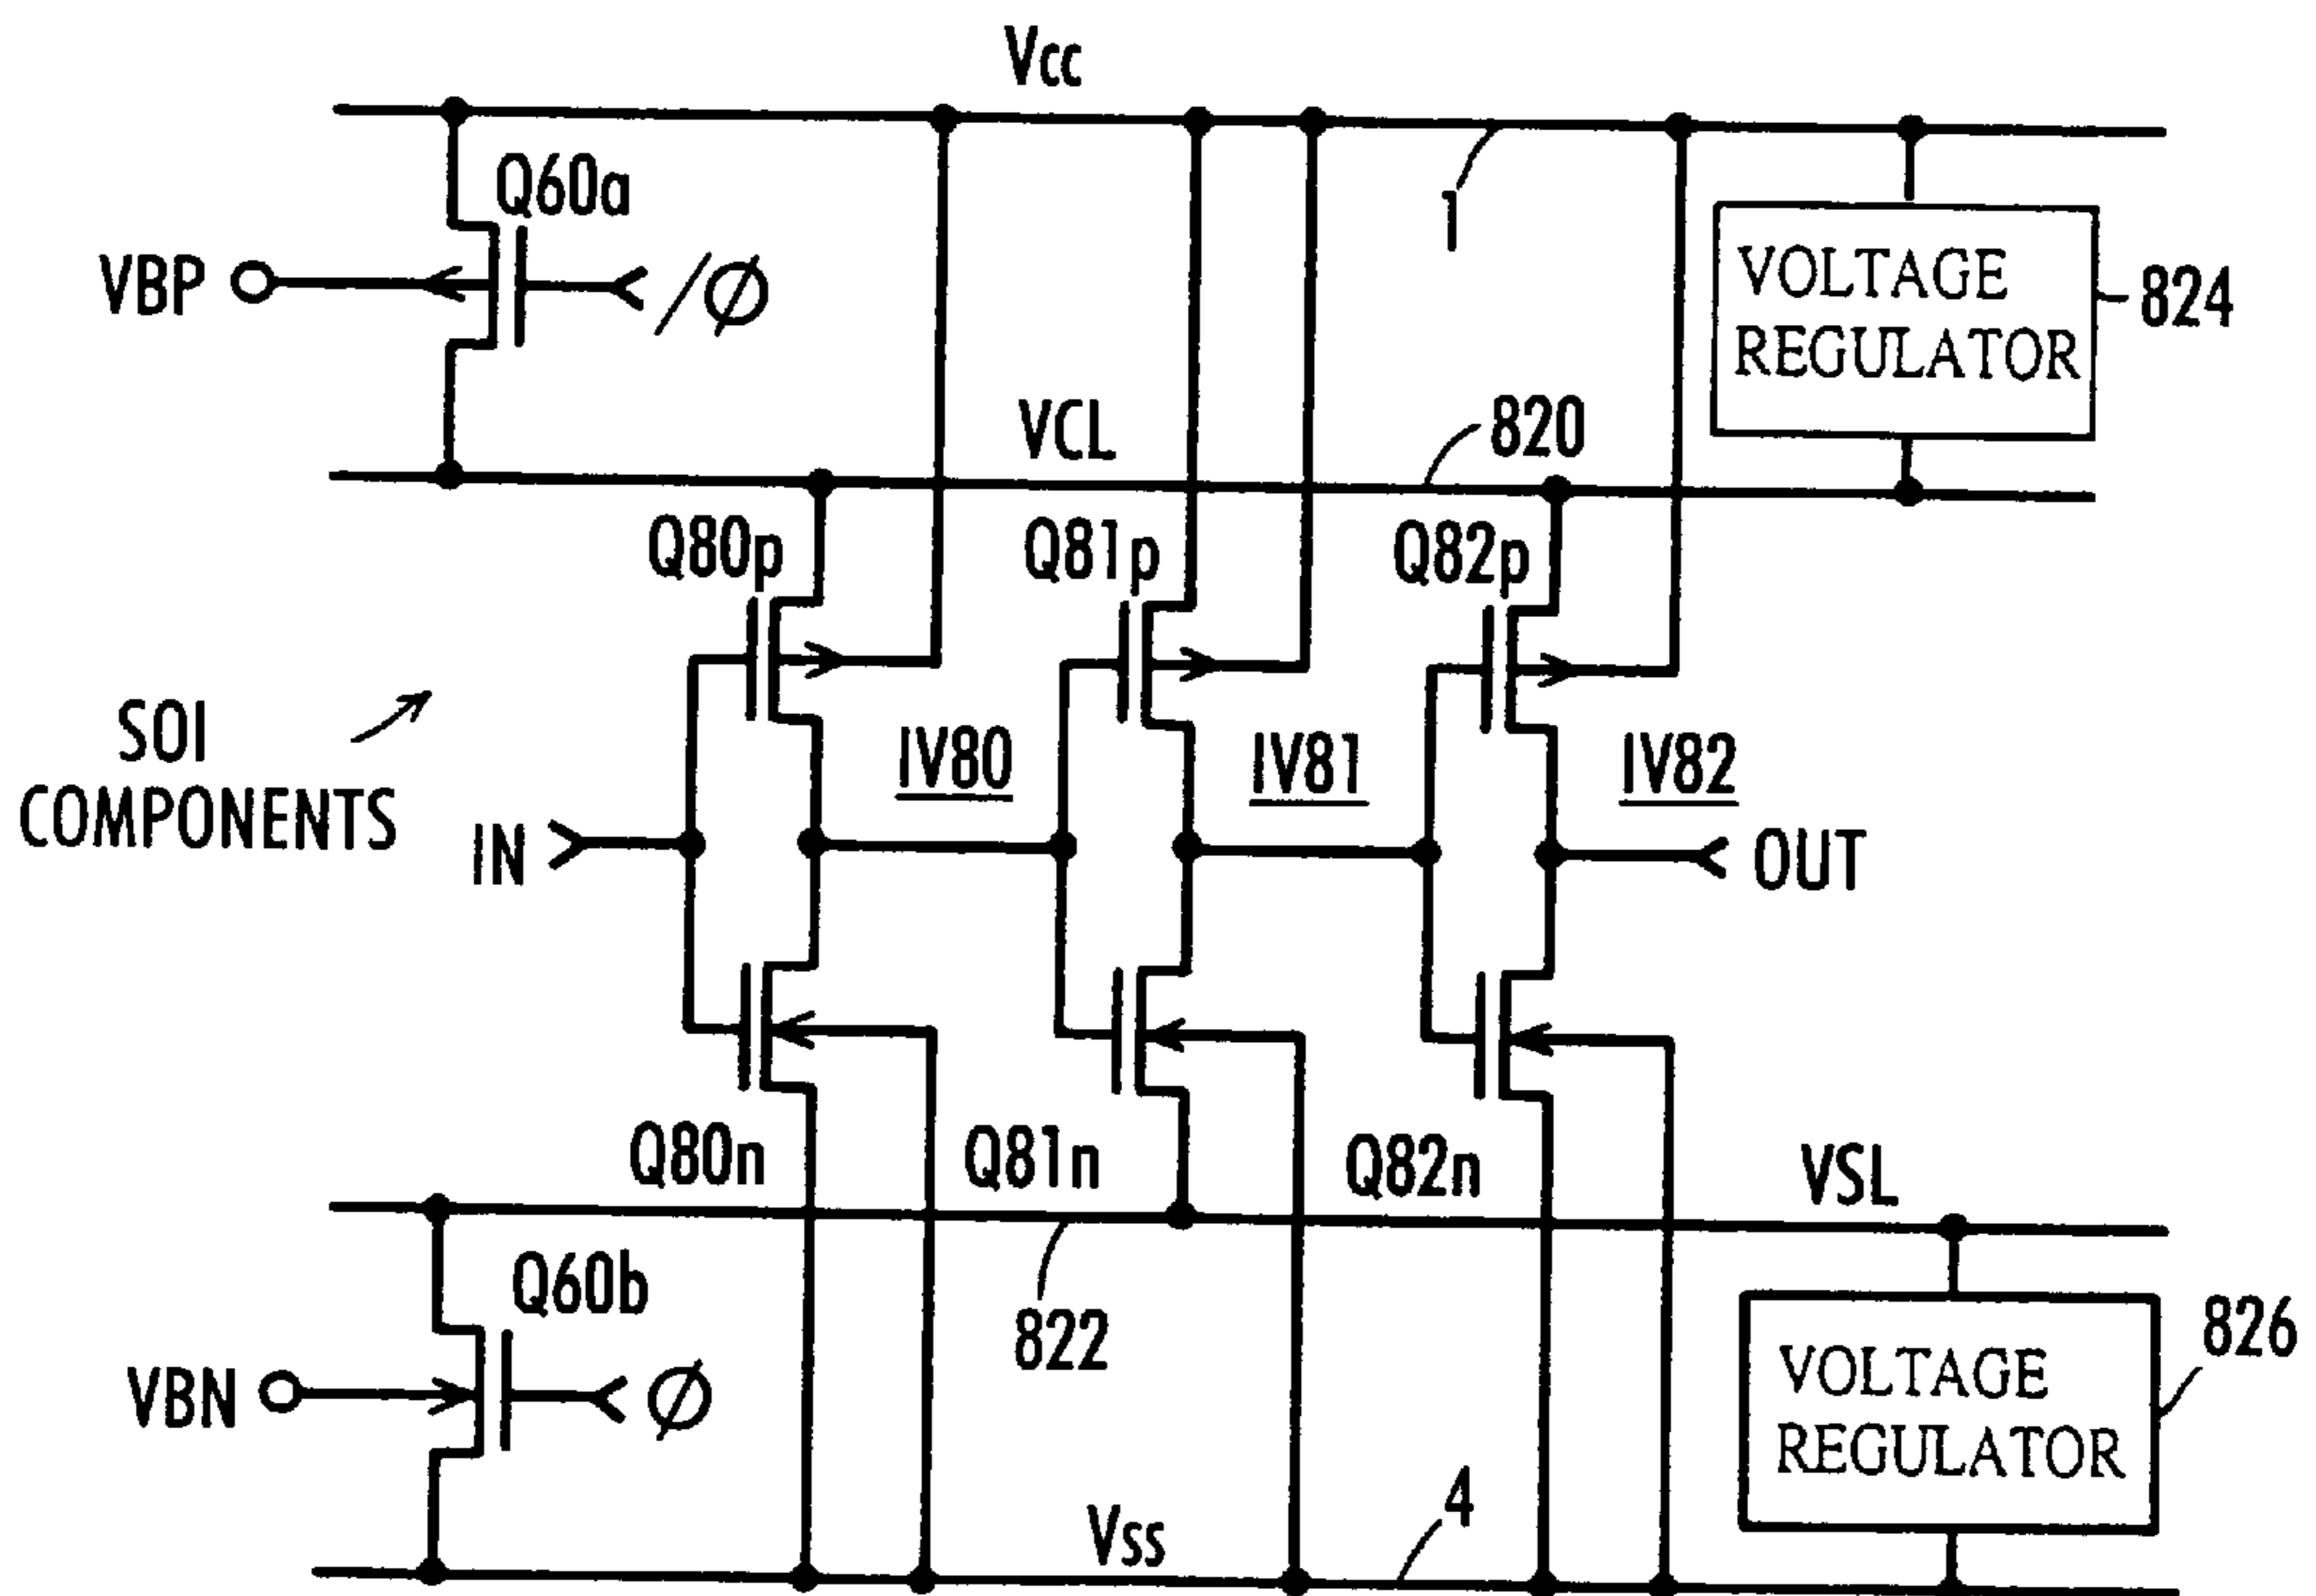 Vcc
Q60a
VBP
/Ø
1
VOLTAGE
REGULATOR
824
VCL
820
Q80p
Q81p
Q82p
SOI
COMPONENTS
IV80
IV81
IV82
IN
OUT
Q80n
Q81n
Q82n
VSL
Q60b
822
VBN
Ø
VOLTAGE
REGULATOR
826
Vss
4